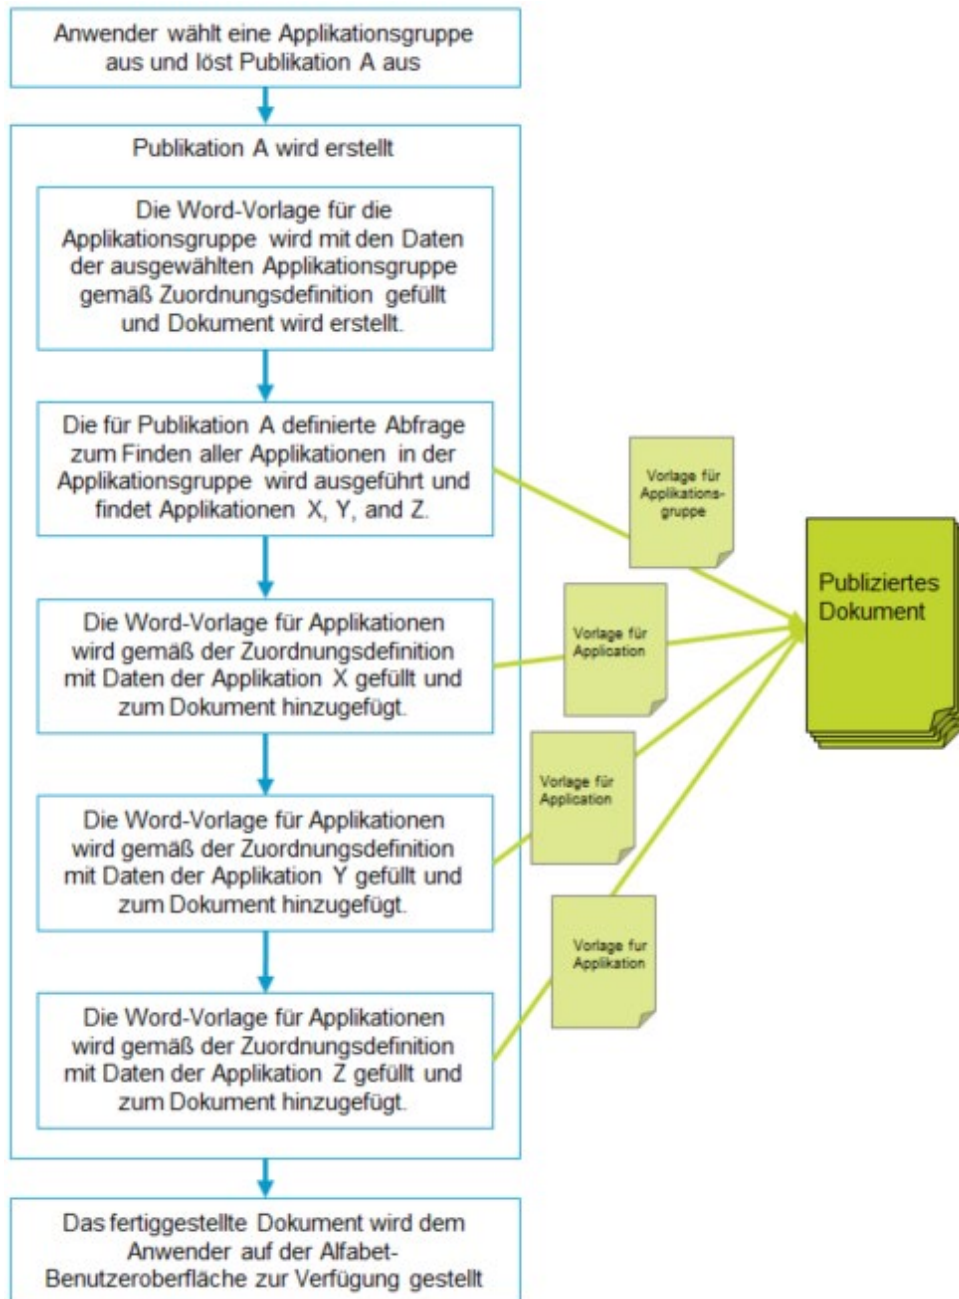 Anwender wählt eine Applikationsgruppe
aus und löst Publikation A aus
Publikation A wird erstellt
Die Word-Vorlage für die
Applikationsgruppe wird mit den Daten
der ausgewählten Applikationsgruppe
gemäß Zuordnungsdefinition gefüllt
und Dokument wird erstellt.
Die für Publikation A definierte Abfrage
zum Finden aller Applikationen in der
Applikationsgruppe wird ausgeführt und
findet Applikationen X, Y, and Z.
Die Word-Vorlage für Applikationen
wird gemäß der Zuordnungsdefinition
mit Daten der Applikation X gefüllt und
zum Dokument hinzugefügt.
Die Word-Vorlage für Applikationen
wird gemäß der Zuordnungsdefinition
mit Daten der Applikation Y gefüllt und
zum Dokument hinzugefügt.
Die Word-Vorlage für Applikationen
wird gemäß der Zuordnungsdefinition
mit Daten der Applikation Z gefüllt und
zum Dokument hinzugefügt.
Das fertiggestellte Dokument wird dem
Anwender auf der Alfabet-
Benutzeroberfläche zur Verfügung gestellt
Vorlage für
Applikations-
gruppe
Vorlage für
Application
Vorlage für
Application
Vorlage fur
Applikation
Publiziertes
Dokument